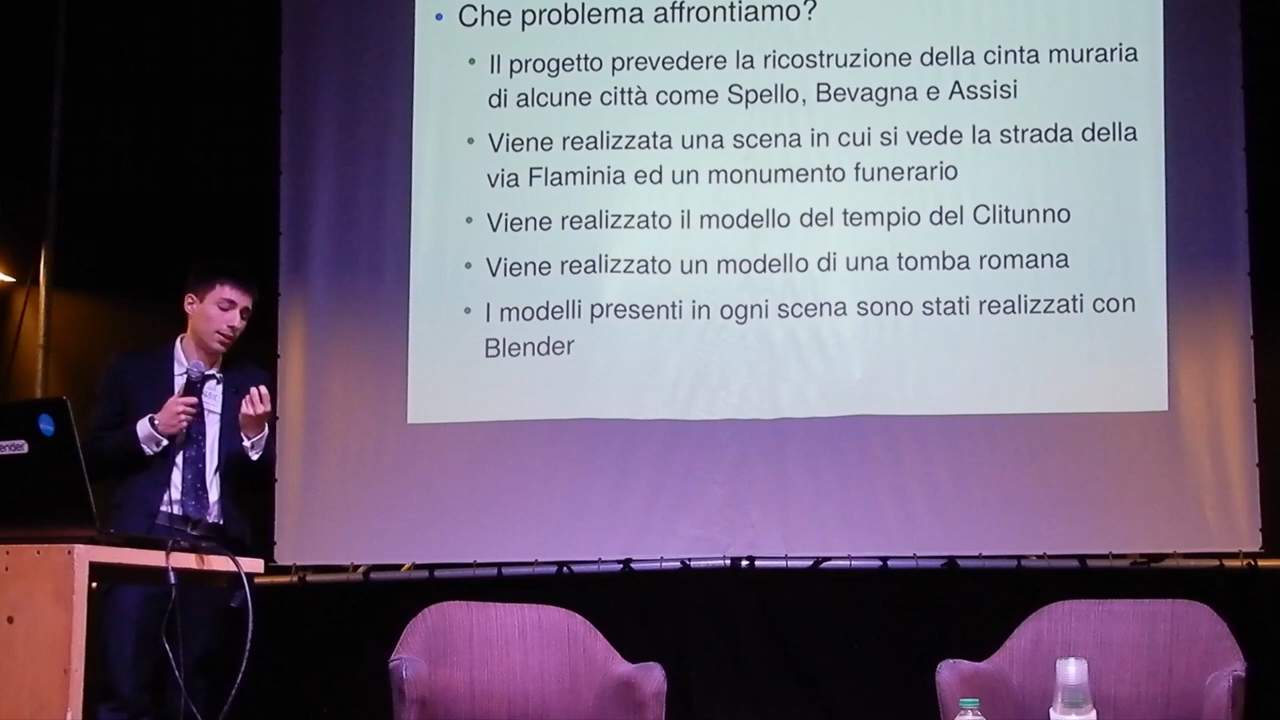 Che problema affrontiamo?
Il progetto prevedere la ricostruzione della cinta muraria
di alcune città come Spello, Bevagna e Assisi
Viene realizzata una scena in cui si vede la strada della
via Flaminia ed un monumento funerario
Viene realizzato il modello del tempio del Clitunno
Viene realizzato un modello di una tomba romana
I modelli presenti in ogni scena sono stati realizzati con
Blender
ender